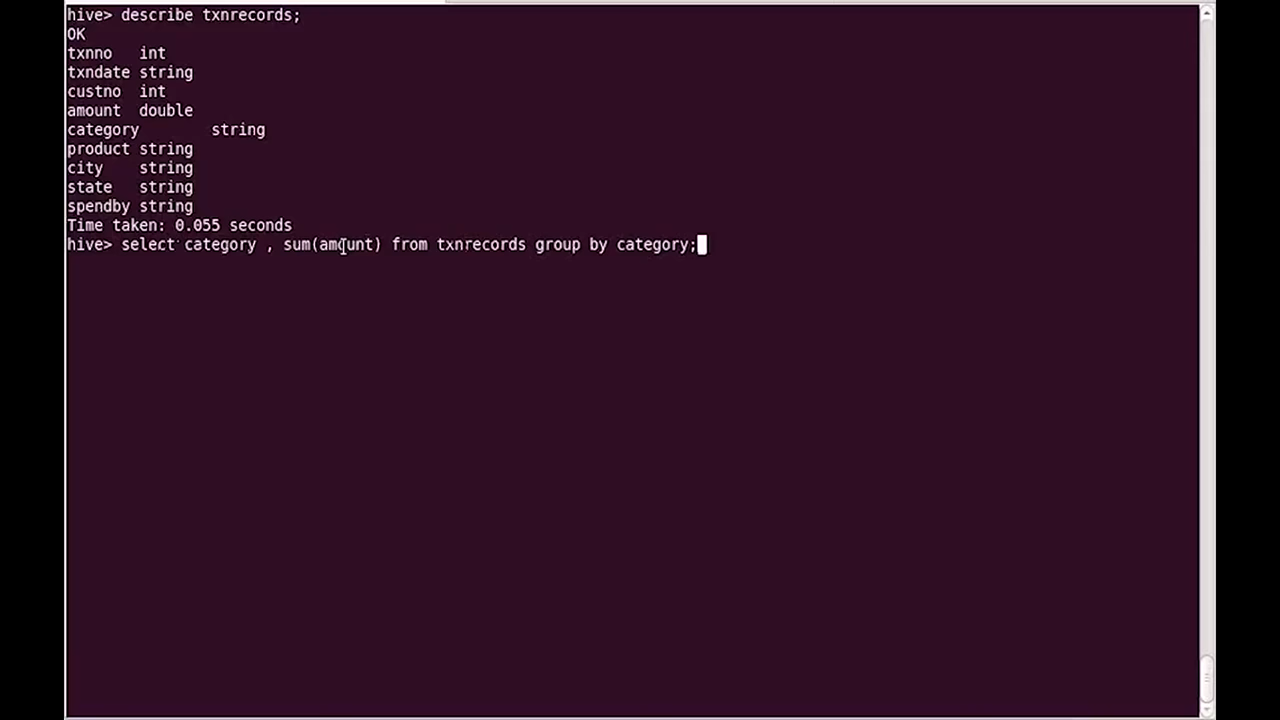 hive> describe txnrecords;
OK
txnno   int
txndate string
custno  int
amount  double
category        string
product string
city    string
state   string
spendby string
Time taken: 0.055 seconds
hive> select category , sum(amount) from txnrecords group by category;